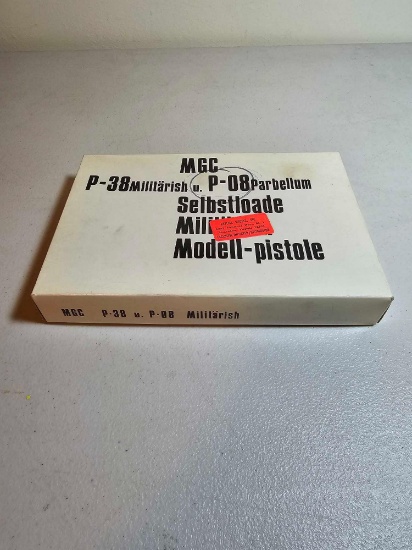 MGC
P-38 Militärish u. P-08 Parbellum
Selbstloade
Modell-pistole
MGC P-38 u. P-08 Militärish